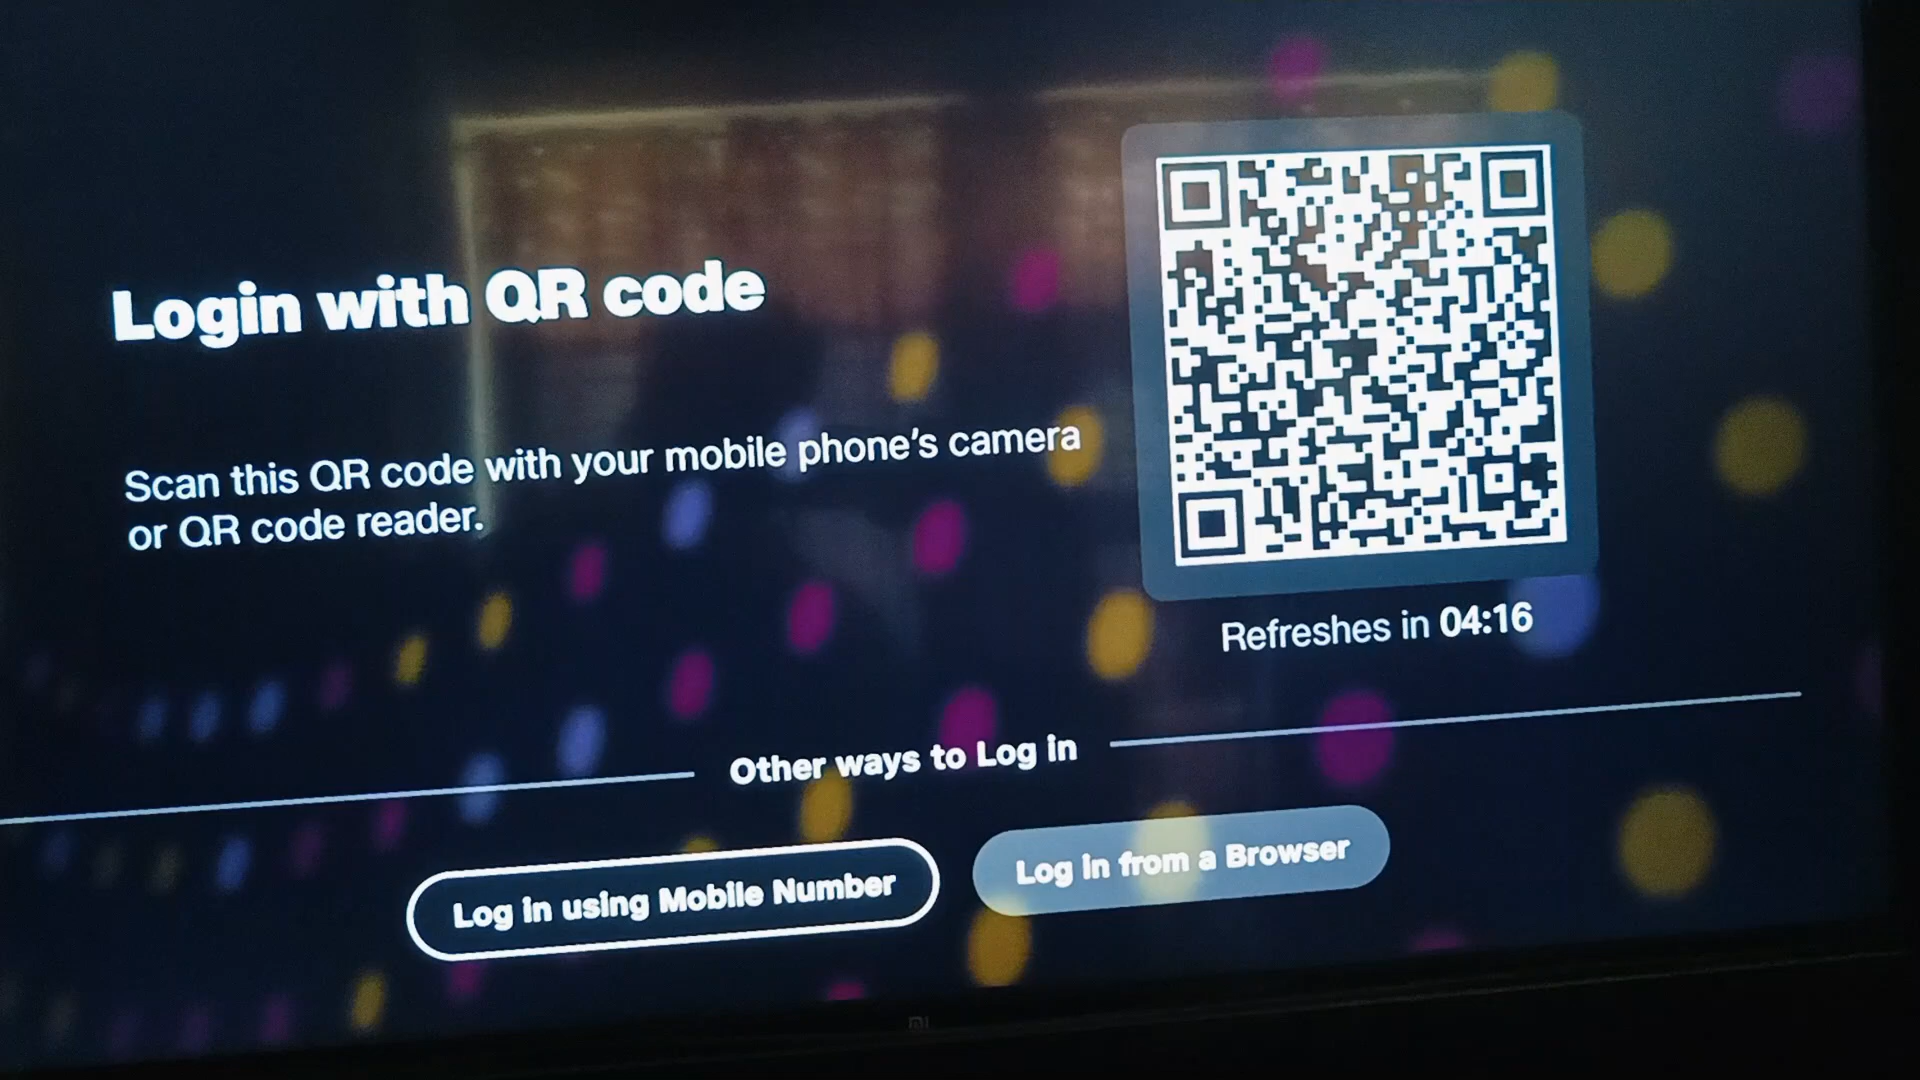 Login with QR code
Scan this QR code with your mobile phone's camera
or QR code reader.
Refreshes in 04:16
Other ways to Log in
Log in using Mobile Number
Log in from a Browser
mi